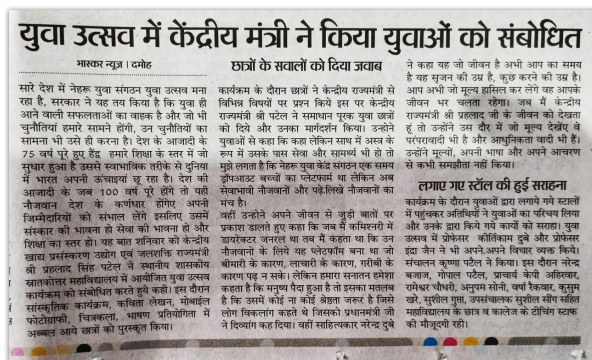 युवा उत्सव में केंद्रीय मंत्री ने किया युवाओं को संबोधित
भास्कर न्यूज | दमोह
सारे देश में नेहरू युवा संगठन युवा उत्सव मना
रहा है, सरकार ने यह तय किया है कि युवा ही
आने वाली सफलताओं का वाहक है और जो भी
चुनौतियां हमारे सामने होगी, उन चुनौतियों का
सामना भी उसे ही करना है। देश के आजादी के
75 वर्ष पूरे हुए हैंद्व हमारे शिक्षा के स्तर में जो
सुधार हुआ है उससे स्वाभाविक तरीके से दुनिया
में भारत अपनी ऊंचाइयां छू रहा है। देश की
आजादी के जब 100 वर्ष पूरे होंगे तो यही
नौजवान देश के कर्णधार होंगिए अपनी
जिम्मेदारियों को संभाल लेंगे इसलिए उसमें
संस्कार की भावना हो सेवा की भावना हो और
शिक्षा का स्तर हो। यह बात शनिवार को केन्द्रीय
खाद्य प्रसंस्करण उद्योग एवं जलशक्ति राज्यमंत्री
श्री प्रहलाद सिंह पटेल ने स्थानीय शासकीय
स्नातकोत्तर महाविद्यालय में आयोजित युवा उत्सव
कार्यक्रम को संबोधित करते हुये कही। इस दौरान
सांस्कृतिक कार्यक्रम, कविता लेखन, मोबाईल
फोटोग्राफी, चित्रकला, भाषण प्रतियोगिता में
अब्बल आये छात्रों को पुरस्कृत किया।
छात्रों के सवालों को दिया जवाब
कार्यक्रम के दौरान छात्रों ने केन्द्रीय राज्यमंत्री से
विभिन्न विषयों पर प्रश्न किये इस पर केन्द्रीय
राज्यमंत्री श्री पटेल ने समाधान पूरक युवा छात्रों
को दिये और उनका मार्गदर्शन किया। उन्होंने
युवाओं से कहा कि कहा लेकिन साथ में अख के
रूप में उसके पास सेवा और सामर्थ्य भी हो तो
मुझे लगता है कि नेहरू युवा केंद्र संगठन एक समय
ड्रीपआउट बच्चों का प्लेटफार्म था लेकिन अब
सेवाभावी नौजवानों और पढ़े.लिखे नौजवानों का
मंच है।
वहीं उन्होंने अपने जीवन से जुड़ी बातों पर
प्रकाश डालते हुए कहा कि जब मैं कमिश्नरी में
डायरेक्टर जनरल था तब मैं कहता था कि उन
नौजवानों के लिये यह प्लेटफार्म बना था जो
बीमारी के कारण, लाचारी के कारण, गरीबी के
कारण पढ़ न सके। लेकिन हमारा सनातन हमेशा
कहता है कि मनुष्य पैदा हुआ है तो इसका मतलब
है कि उसमें कोई ना कोई श्रेष्ठता जरूर है जिसे
लोग विकलांग कहते थे जिसको प्रधानमंत्री जी
ने दिव्यांग कह दिया। वहीं साहित्यकार नरेन्द्र दुबे
ने कहा यह जो जीवन है अभी आप का समय
है यह सृजन की उम्र है, कुछ करने की उम्र है।
आप अभी जो मूल्य हासिल कर लेंगे वह आपके
जीवन भर चलता रहेगा। जब मैं केन्द्रीय
राज्यमंत्री श्री प्रहलाद जी के जीवन को देखता
हूं तो उन्होंने उस दौर में जो मूल्य देखेंए वे
परंपरावादी भी है और आधुनिकता वादी भी हैं।
उन्होंने मूल्यों, अपनी भाषा और अपने आचरण
से कभी समझौता नहीं किया।
लगाए गए स्टॉल की हुई सराहना
कार्यक्रम के दौरान युवाओं द्वारा लगाये गये स्टालों
में पहुंचकर अतिथियों ने युवाओं का परिचय लिया
और उनके द्वारा किये गये कार्यो को सराहा। युवा
उत्सव में प्रोफेसर कीर्तिकाम दुबे और प्रोफेसर
इंद्रा जैन ने भी अपने.अपने विचार व्यक्त किये।
संचालन कृष्णा पटेल ने किया। इस दौरान नरेन्द्र
बजाज, गोपाल पटेल, प्राचार्य केपी अहिरवार,
रामेश्वर चौधरी, अनुपम सोनी, वर्षा रैकवार, कुसुम
खरे, सुशील गुप्ता, उपसंचालक सुशील सींग सहित
महाविद्यालय के छात्र व कालेज के टीचिंग स्टाफ
की मौजूदगी रही।